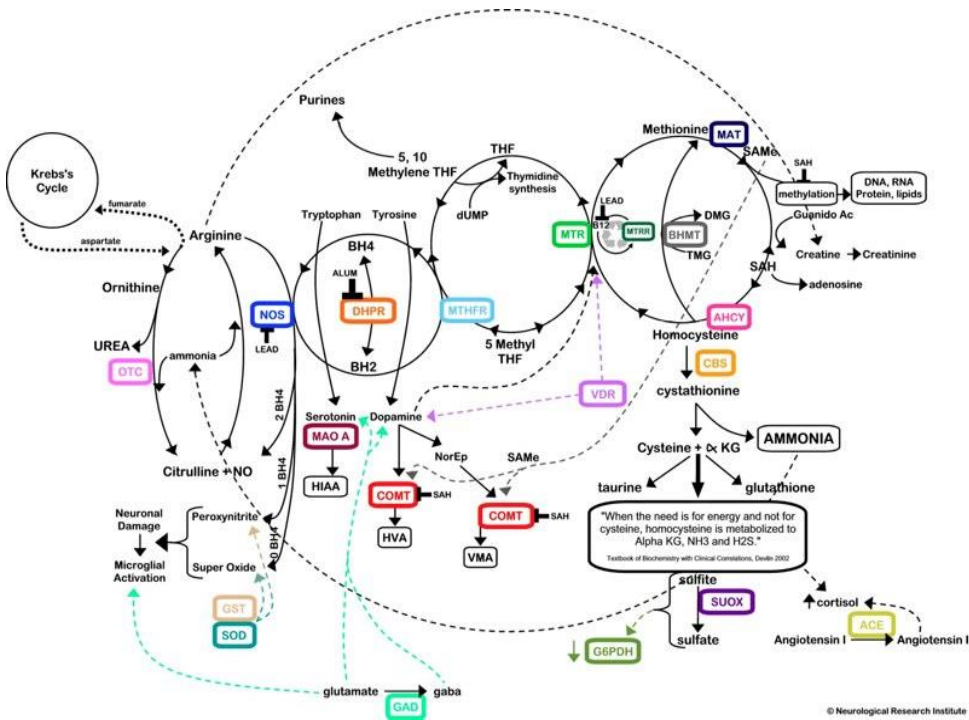 Purines
Methionine
MAT
SAMe
SAH
methylation
DNA, RNA
Protein, lipids
Guanido Ac
Creatine
Creatinine
SAH
adenosine
Krebs's
Cycle
fumarate
aspartate
5, 10
Methylene THF
THF
Thymidine
synthesis
dUMP
LEAD
B12
MTR
MTRR
BHMT
DMG
TMG
Arginine
Tryptophan
Tyrosine
BH4
ALUM
DHPR
BH2
MTHFR
5 Methyl
THF
AHCY
Homocysteine
CBS
cystathionine
Ornithine
NOS
LEAD
UREA
OTC
ammonia
2 BH4
1 BH4
0 BH4
Citrulline + NO
VDR
Serotonin
Dopamine
MAO A
HIAA
NorEp
SAMe
COMT
SAH
HVA
COMT
SAH
VMA
Cysteine + α KG
AMMONIA
taurine
glutathione
"When the need is for energy and not for
cysteine, homocysteine is metabolized to
Alpha KG, NH3 and H2S."
Textbook of Biochemistry with Clinical Correlations, Devlin 2002
Neuronal
Damage
Microglial
Activation
Peroxynitrite
Super Oxide
GST
SOD
sulfite
SUOX
sulfate
G6PDH
cortisol
ACE
Angiotensin I
Angiotensin I
glutamate
gaba
GAD
© Neurological Research Institute